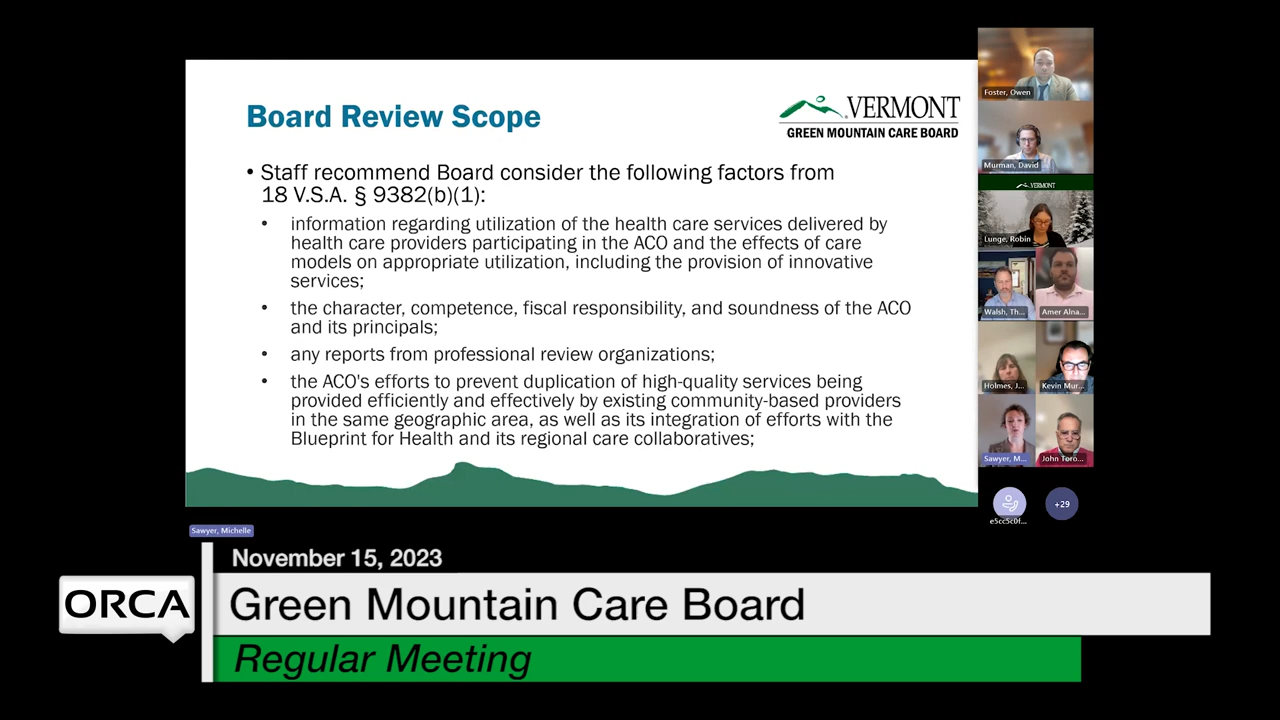 Board Review Scope
VERMONT
GREEN MOUNTAIN CARE BOARD
• Staff recommend Board consider the following factors from
18 V.S.A. § 9382(b)(1):
• information regarding utilization of the health care services delivered by
health care providers participating in the ACO and the effects of care
models on appropriate utilization, including the provision of innovative
services;
• the character, competence, fiscal responsibility, and soundness of the ACO
and its principals;
• any reports from professional review organizations;
• the ACO's efforts to prevent duplication of high-quality services being
provided efficiently and effectively by existing community-based providers
in the same geographic area, as well as its integration of efforts with the
Blueprint for Health and its regional care collaboratives;
Foster, Owen
Murman, David
VERMONT
Lunge, Robin
Walsh, Th...
Amer Alna...
Holmes, J...
Kevin Mur...
Sawyer, M...
John Toro...
e5cc5c0f...
+29
Sawyer, Michelle
November 15, 2023
ORCA
Green Mountain Care Board
Regular Meeting